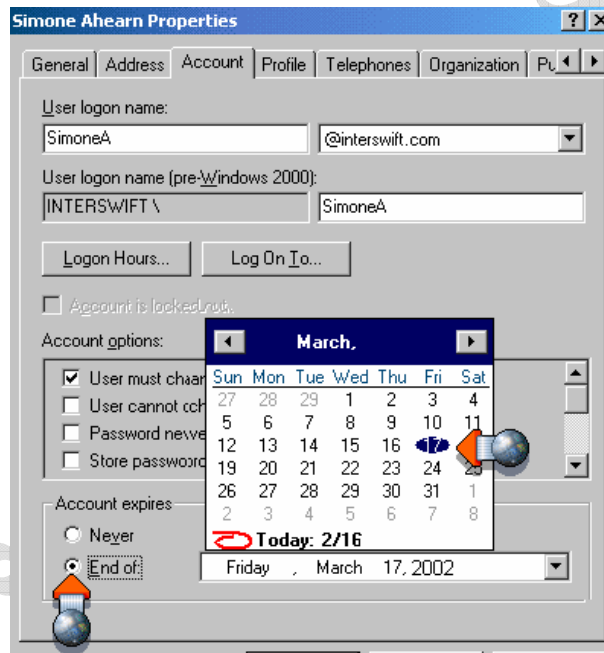 Simone Ahearn Properties
General Address Account Profile Telephones Organization
User logon name:
SimoneA @interswift.com
User logon name (pre-Windows 2000):
INTERSWIFT \ SimoneA
Logon Hours... Log On To...
Account is locked out.
Account options:
User must
User cannot
Password
Store
March,
Sun Mon Tue Wed Thu Fri Sat
27 28 29 1 2 3 4
5 6 7 8 9 10 11
12 13 14 15 16 17
19 20 21 22 23 24 25
26 27 28 29 30 31 1
2 3 4 5 6 7 8
Today: 2/16
Account expires
Never
End of:
Friday , March 17, 2002